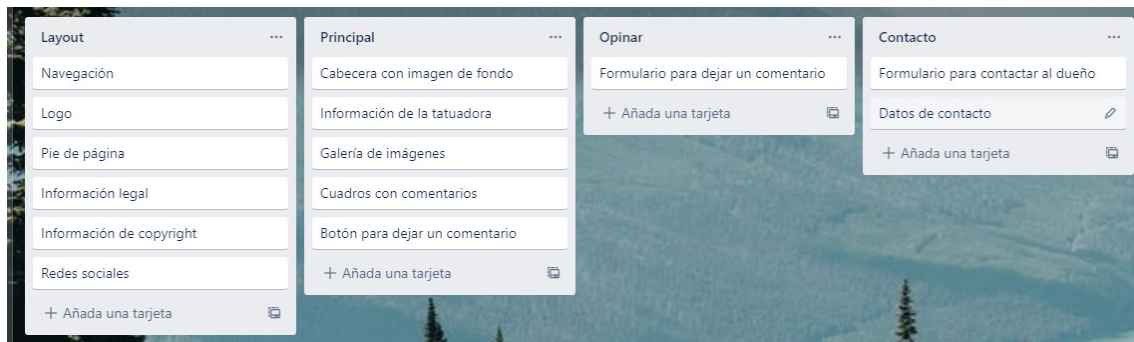 Layout
Navegación
Logo
Pie de página
Información legal
Información de copyright
Redes sociales
Añada una tarjeta
Principal
Cabecera con imagen de fondo
Información de la tatuadora
Galería de imágenes
Cuadros con comentarios
Botón para dejar un comentario
Añada una tarjeta
Opinar
Formulario para dejar un comentario
Añada una tarjeta
Contacto
Formulario para contactar al dueño
Datos de contacto
Añada una tarjeta